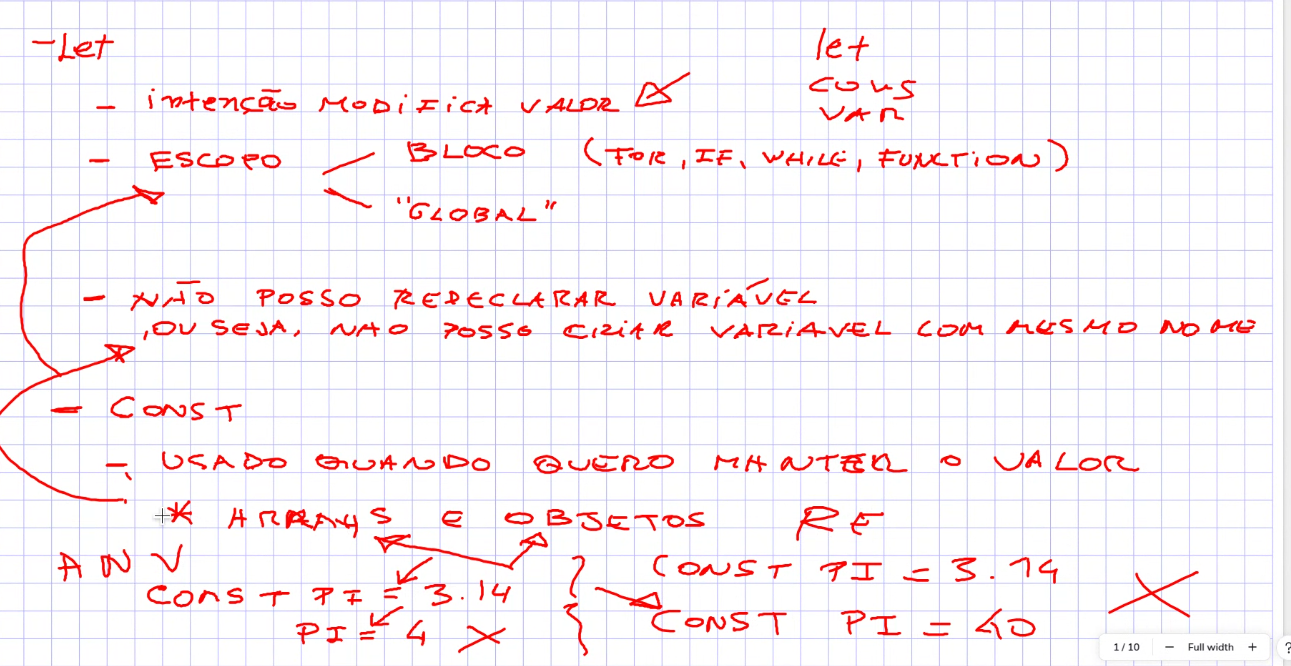 - Let
let
CONS
VAR
- intenção MODIFICA VALOR
- ESCOPO
BLOCO (FOR, IF, WHILE, FUNCTION)
"GLOBAL"
- NÃO POSSO REDECLARAR VARIÁVEL
, OU SEJA, NAO POSSO CRIAR VARIAVEL COM MESMO NOME
*
- CONST
- USADO QUANDO QUERO MANTER O VALOR
* ARRAYS E OBJETOS RE
ANV
CONST PI = 3.14
PI = 4 X
CONST PI = 3.14
CONST PI = 40 X
1 / 10 − Full width + ?